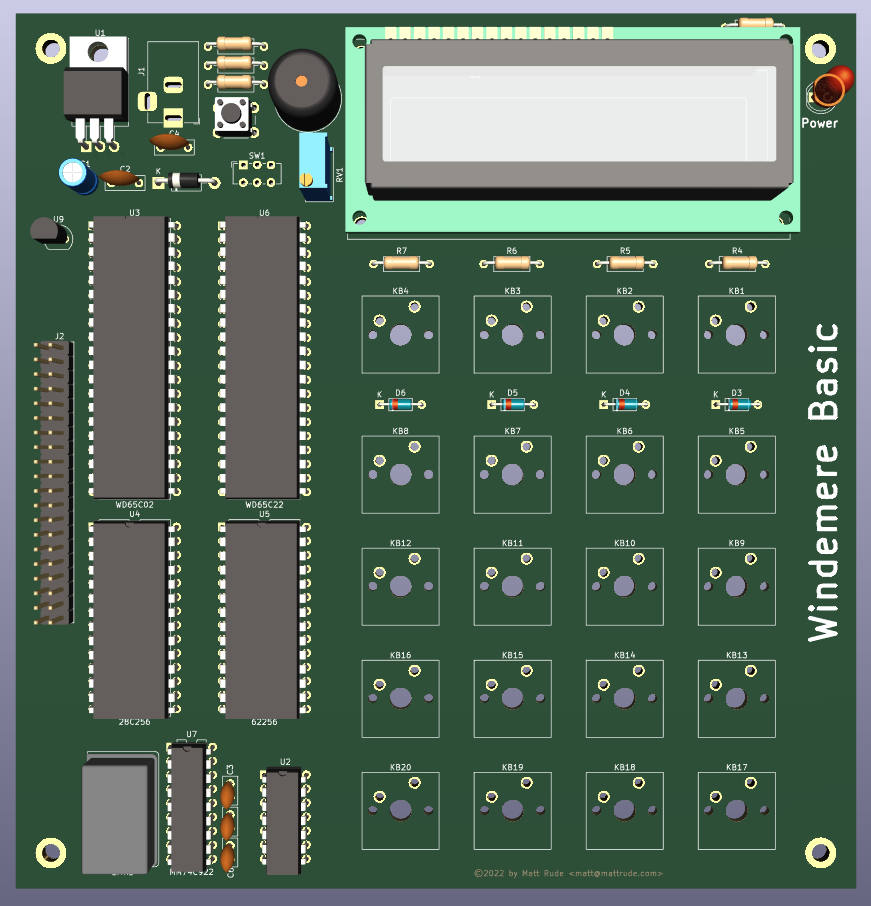 U1
J1
C4
Power
SW1
C2
K
RV1
U9
U3
U6
R7
R6
R5
R4
KB4
KB3
KB2
KB1
J2
K D6
K D5
K D4
K D3
Windemere Basic
KB8
KB7
KB6
KB5
WD65C02
WD65C22
U4
U5
KB12
KB11
KB10
KB9
KB16
KB15
KB14
KB13
28C256
62256
U7
C3
U2
KB20
KB19
KB18
KB17
MM74C922
©2022 by Matt Rude <matt@mattrude.com>